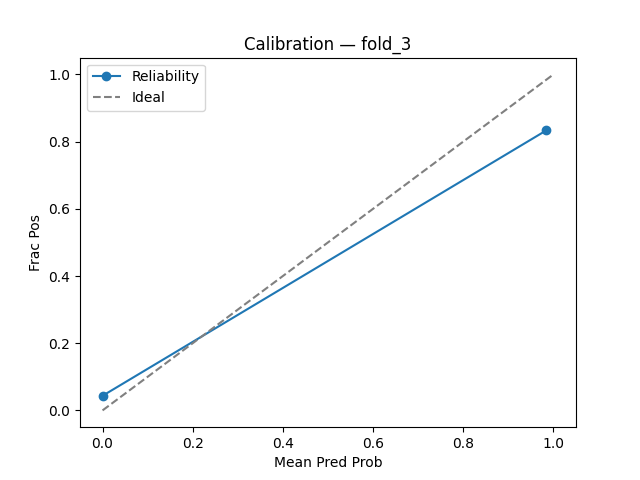 Calibration — fold_3
Reliability
Ideal
Frac Pos
1.0
0.8
0.6
0.4
0.2
0.0
0.0 0.2 0.4 0.6 0.8 1.0
Mean Pred Prob